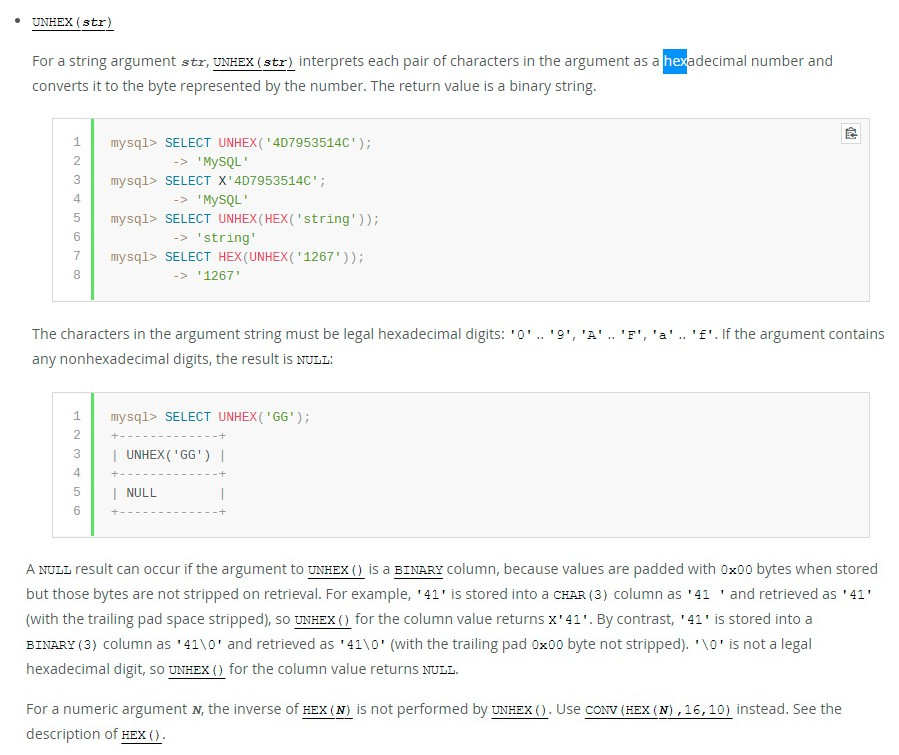 • UNHEX(str)
For a string argument str, UNHEX(str) interprets each pair of characters in the argument as a hexadecimal number and
converts it to the byte represented by the number. The return value is a binary string.
1 mysql> SELECT UNHEX('4D7953514C');
2 -> 'MySQL'
3 mysql> SELECT X'4D7953514C';
4 -> 'MySQL'
5 mysql> SELECT UNHEX(HEX('string'));
6 -> 'string'
7 mysql> SELECT HEX(UNHEX('1267'));
8 -> '1267'
The characters in the argument string must be legal hexadecimal digits: '0' .. '9', 'A' .. 'F', 'a' .. 'f'. If the argument contains
any nonhexadecimal digits, the result is NULL:
1 mysql> SELECT UNHEX('GG');
2 +-------------+
3 | UNHEX('GG') |
4 +-------------+
5 | NULL        |
6 +-------------+
A NULL result can occur if the argument to UNHEX() is a BINARY column, because values are padded with 0x00 bytes when stored
but those bytes are not stripped on retrieval. For example, '41' is stored into a CHAR(3) column as '41 ' and retrieved as '41'
(with the trailing pad space stripped), so UNHEX() for the column value returns X'41'. By contrast, '41' is stored into a
BINARY(3) column as '41\0' and retrieved as '41\0' (with the trailing pad 0x00 byte not stripped). '\0' is not a legal
hexadecimal digit, so UNHEX() for the column value returns NULL.
For a numeric argument N, the inverse of HEX(N) is not performed by UNHEX(). Use CONV(HEX(N),16,10) instead. See the
description of HEX().